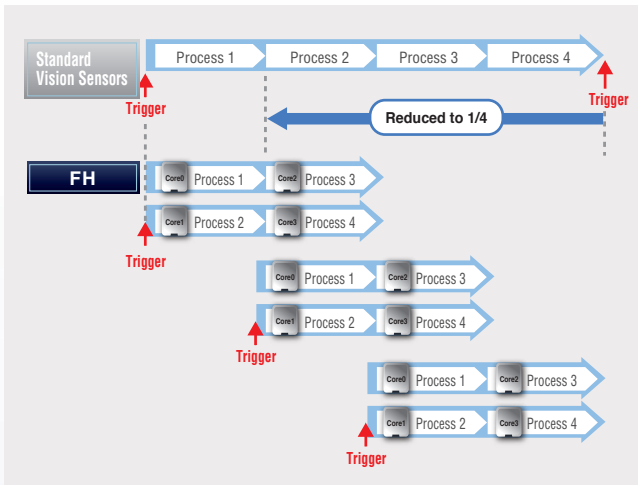 Standard
Vision Sensors
Process 1 Process 2 Process 3 Process 4
Trigger
Trigger
Reduced to 1/4
FH
Core0 Process 1 Core2 Process 3
Core1 Process 2 Core3 Process 4
Trigger
Core0 Process 1 Core2 Process 3
Core1 Process 2 Core3 Process 4
Trigger
Core0 Process 1 Core2 Process 3
Core1 Process 2 Core3 Process 4
Trigger